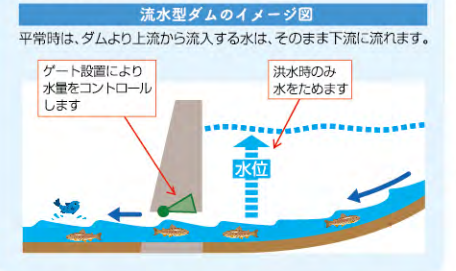 流水型ダムのイメージ図
平常時は、ダムより上流から流入する水は、そのまま下流に流れます。
ゲート設置により
水量をコントロール
します
洪水時のみ
水をためます
水位